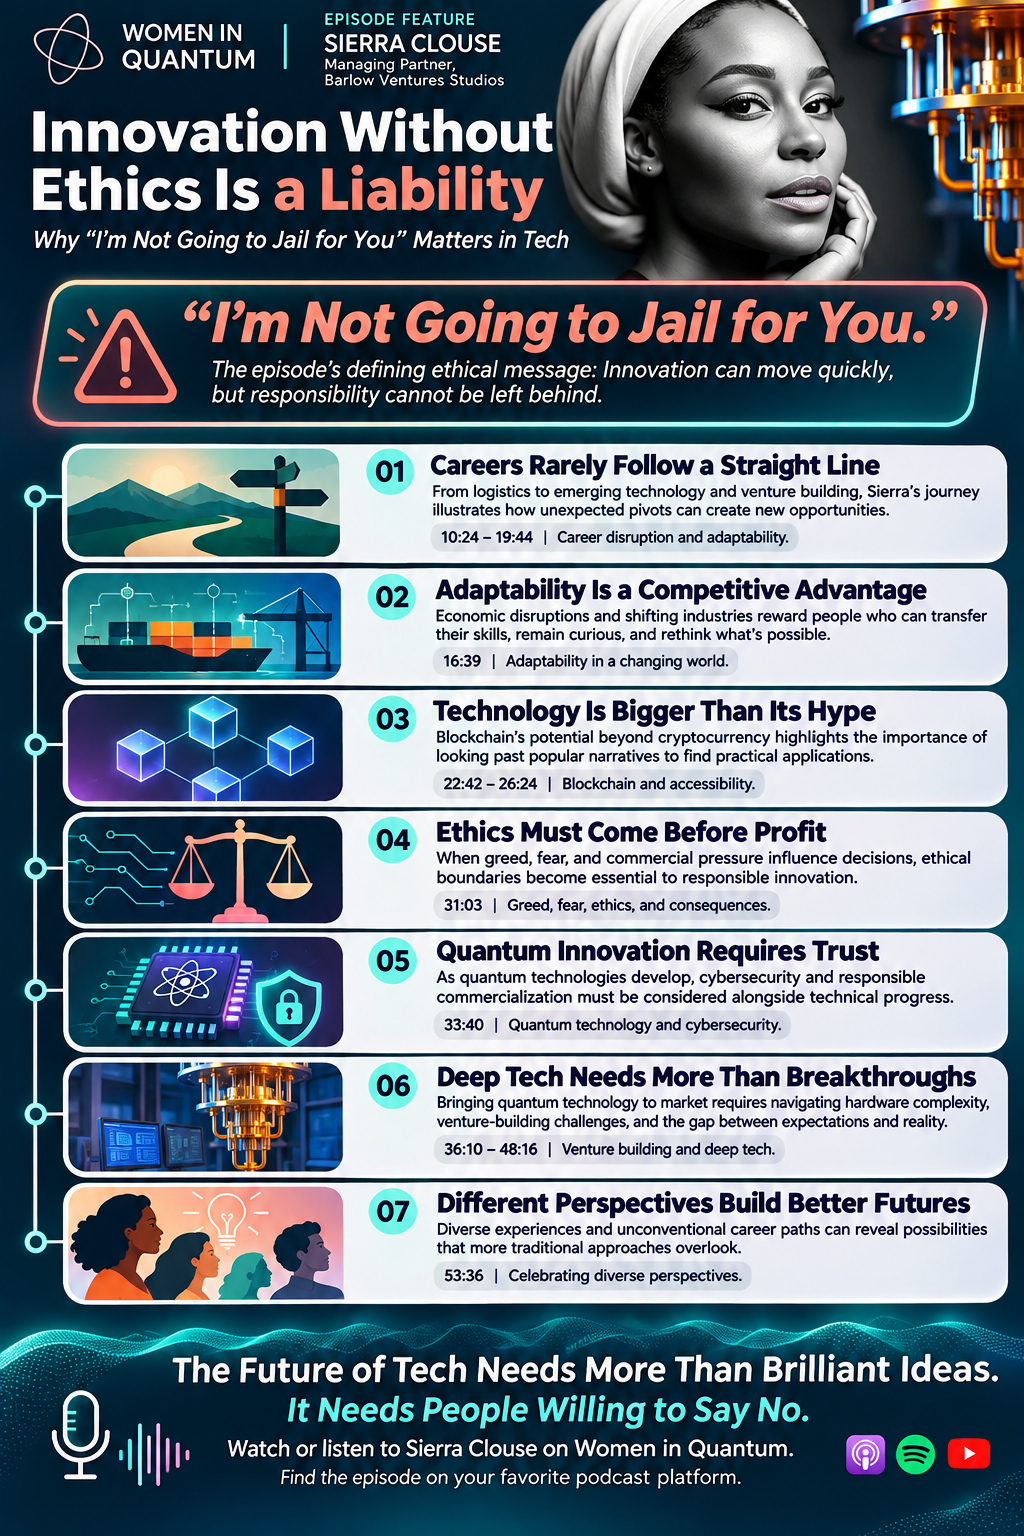 WOMEN IN
QUANTUM
EPISODE FEATURE
SIERRA CLOUSE
Managing Partner,
Barlow Ventures Studios
Innovation Without
Ethics Is a Liability
Why “I’m Not Going to Jail for You” Matters in Tech
“I’m Not Going to Jail for You.”
The episode’s defining ethical message: Innovation can move quickly,
but responsibility cannot be left behind.
01
Careers Rarely Follow a Straight Line
From logistics to emerging technology and venture building, Sierra’s journey
illustrates how unexpected pivots can create new opportunities.
10:24 – 19:44 | Career disruption and adaptability.
02
Adaptability Is a Competitive Advantage
Economic disruptions and shifting industries reward people who can transfer
their skills, remain curious, and rethink what’s possible.
16:39 | Adaptability in a changing world.
03
Technology Is Bigger Than Its Hype
Blockchain’s potential beyond cryptocurrency highlights the importance of
looking past popular narratives to find practical applications.
22:42 – 26:24 | Blockchain and accessibility.
04
Ethics Must Come Before Profit
When greed, fear, and commercial pressure influence decisions, ethical
boundaries become essential to responsible innovation.
31:03 | Greed, fear, ethics, and consequences.
05
Quantum Innovation Requires Trust
As quantum technologies develop, cybersecurity and responsible
commercialization must be considered alongside technical progress.
33:40 | Quantum technology and cybersecurity.
06
Deep Tech Needs More Than Breakthroughs
Bringing quantum technology to market requires navigating hardware complexity,
venture-building challenges, and the gap between expectations and reality.
36:10 – 48:16 | Venture building and deep tech.
07
Different Perspectives Build Better Futures
Diverse experiences and unconventional career paths can reveal possibilities
that more traditional approaches overlook.
53:36 | Celebrating diverse perspectives.
The Future of Tech Needs More Than Brilliant Ideas.
It Needs People Willing to Say No.
Watch or listen to Sierra Clouse on Women in Quantum.
Find the episode on your favorite podcast platform.